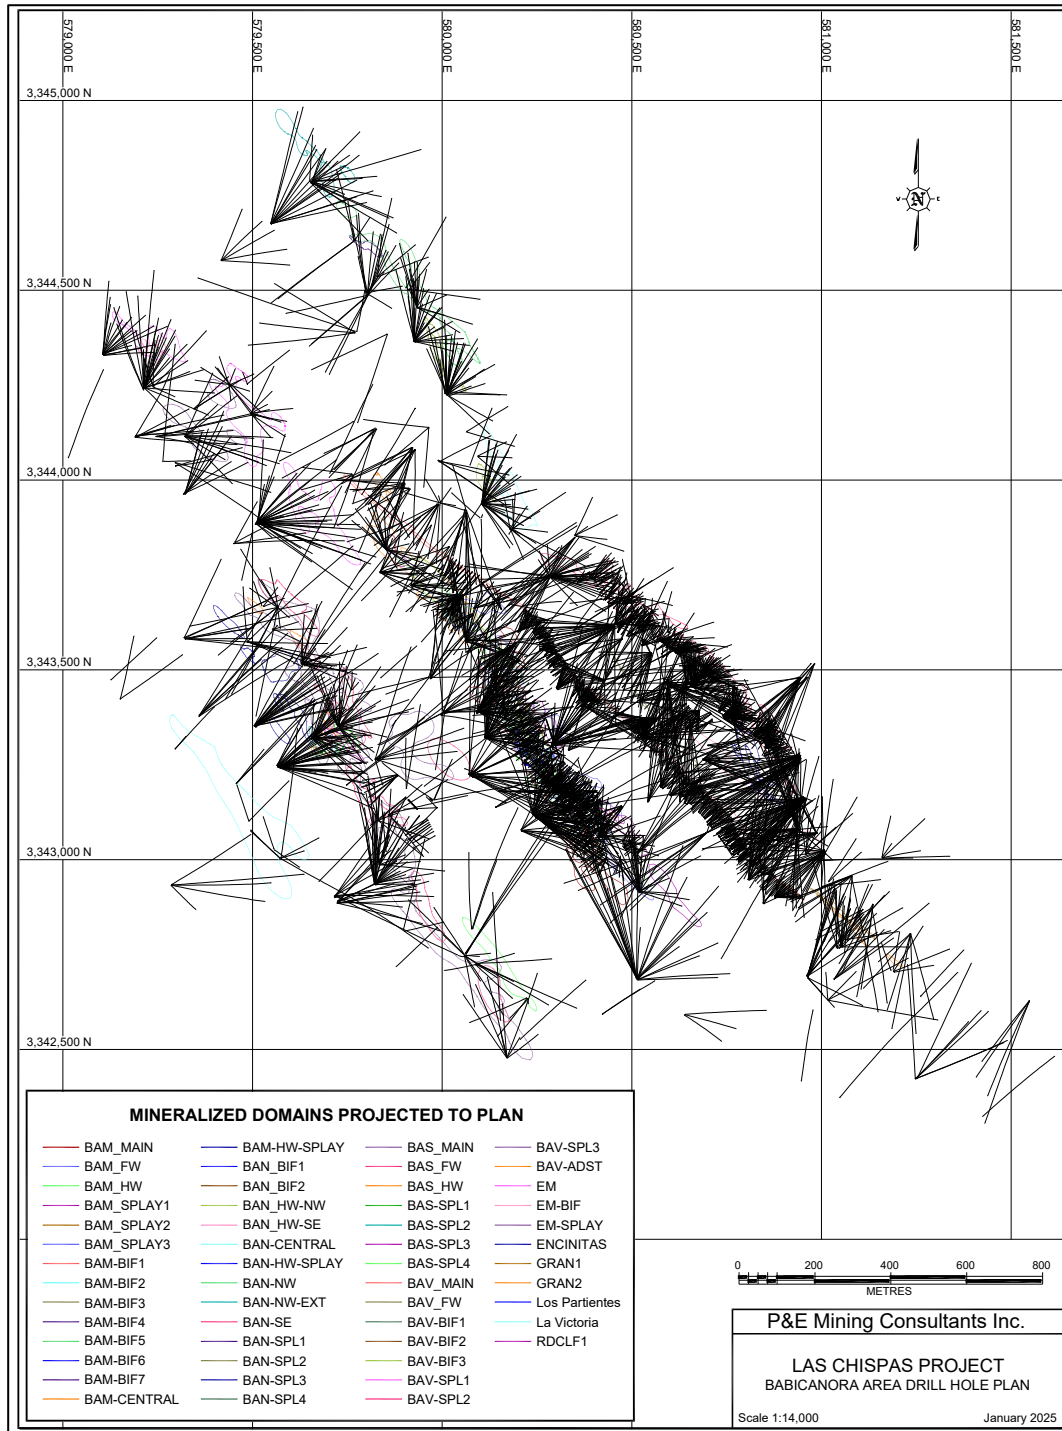 579,000 E
579,500 E
580,000 E
580,500 E
581,000 E
581,500 E
3,345,000 N
3,344,500 N
3,344,000 N
3,343,500 N
3,343,000 N
3,342,500 N
N
W
E
MINERALIZED DOMAINS PROJECTED TO PLAN
BAM_MAIN
BAM_FW
BAM_HW
BAM_SPLAY1
BAM_SPLAY2
BAM_SPLAY3
BAM-BIF1
BAM-BIF2
BAM-BIF3
BAM-BIF4
BAM-BIF5
BAM-BIF6
BAM-BIF7
BAM-CENTRAL
BAM-HW-SPLAY
BAN_BIF1
BAN_BIF2
BAN_HW-NW
BAN_HW-SE
BAN-CENTRAL
BAN-HW-SPLAY
BAN-NW
BAN-NW-EXT
BAN-SE
BAN-SPL1
BAN-SPL2
BAN-SPL3
BAN-SPL4
BAS_MAIN
BAS_FW
BAS_HW
BAS-SPL1
BAS-SPL2
BAS-SPL3
BAS-SPL4
BAV_MAIN
BAV_FW
BAV-BIF1
BAV-BIF2
BAV-BIF3
BAV-SPL1
BAV-SPL2
BAV-SPL3
BAV-ADST
EM
EM-BIF
EM-SPLAY
ENCINITAS
GRAN1
GRAN2
Los Partientes
La Victoria
RDCLF1
0 200 400 600 800
METRES
P&E Mining Consultants Inc.
LAS CHISPAS PROJECT
BABICANORA AREA DRILL HOLE PLAN
Scale 1:14,000 January 2025